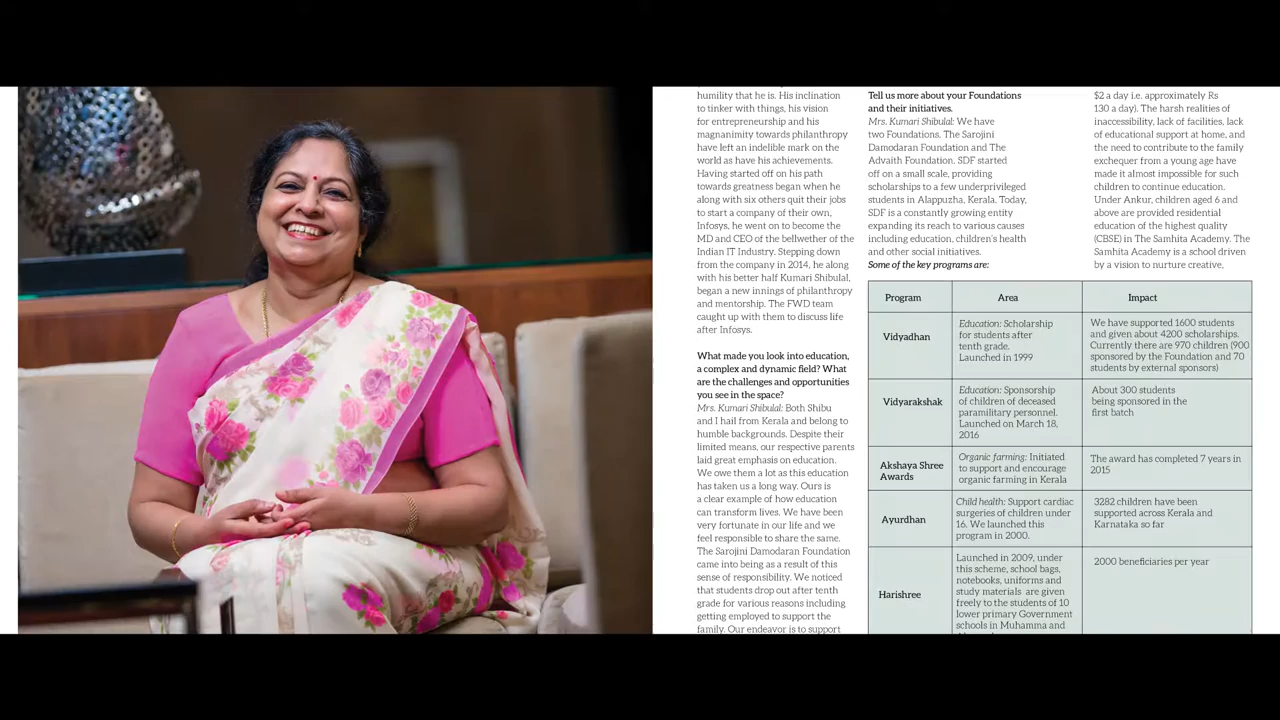 humility that he is. His inclination
to tinker with things, his vision
for entrepreneurship and his
magnanimity towards philanthropy
have left an indelible mark on the
world as have his achievements.
Having started off on his path
towards greatness began when he
along with six others quit their jobs
to start a company of their own,
Infosys, he went on to become the
MD and CEO of the bellwether of the
Indian IT Industry. Stepping down
from the company in 2014, he along
with his better half Kumari Shibulal,
began a new innings of philanthropy
and mentorship. The FWD team
caught up with them to discuss life
after Infosys.
What made you look into education,
a complex and dynamic field? What
are the challenges and opportunities
you see in the space?
Mrs. Kumari Shibulal: Both Shibu
and I hail from Kerala and belong to
humble backgrounds. Despite their
limited means, our respective parents
laid great emphasis on education.
We owe them a lot as this education
has taken us a long way. Ours is
a clear example of how education
can transform lives. We have been
very fortunate in our life and we
feel responsible to share the same.
The Sarojini Damodaran Foundation
came into being as a result of this
sense of responsibility. We noticed
that students drop out after tenth
grade for various reasons including
getting employed to support the
family. Our endeavor is to support
Tell us more about your Foundations
and their initiatives.
Mrs. Kumari Shibulal: We have
two Foundations. The Sarojini
Damodaran Foundation and The
Advaith Foundation. SDF started
off on a small scale, providing
scholarships to a few underprivileged
students in Alappuzha, Kerala. Today,
SDF is a constantly growing entity
expanding its reach to various causes
including education, children's health
and other social initiatives.
Some of the key programs are:
$2 a day i.e. approximately Rs
130 a day). The harsh realities of
inaccessibility, lack of facilities, lack
of educational support at home, and
the need to contribute to the family
exchequer from a young age have
made it almost impossible for such
children to continue education.
Under Ankur, children aged 6 and
above are provided residential
education of the highest quality
(CBSE) in The Samhita Academy. The
Samhita Academy is a school driven
by a vision to nurture creative,
Program
Area
Impact
Vidyadhan
Education: Scholarship
for students after
tenth grade.
Launched in 1999
We have supported 1600 students
and given about 4200 scholarships.
Currently there are 970 children (900
sponsored by the Foundation and 70
students by external sponsors)
Vidyarakshak
Education: Sponsorship
of children of deceased
paramilitary personnel.
Launched on March 18,
2016
About 300 students
being sponsored in the
first batch
Akshaya Shree
Awards
Organic farming: Initiated
to support and encourage
organic farming in Kerala
The award has completed 7 years in
2015
Ayurdhan
Child health: Support cardiac
surgeries of children under
16. We launched this
program in 2000.
3282 children have been
supported across Kerala and
Karnataka so far
Harishree
Launched in 2009, under
this scheme, school bags,
notebooks, uniforms and
study materials are given
freely to the students of 10
lower primary Government
schools in Muhamma and
2000 beneficiaries per year